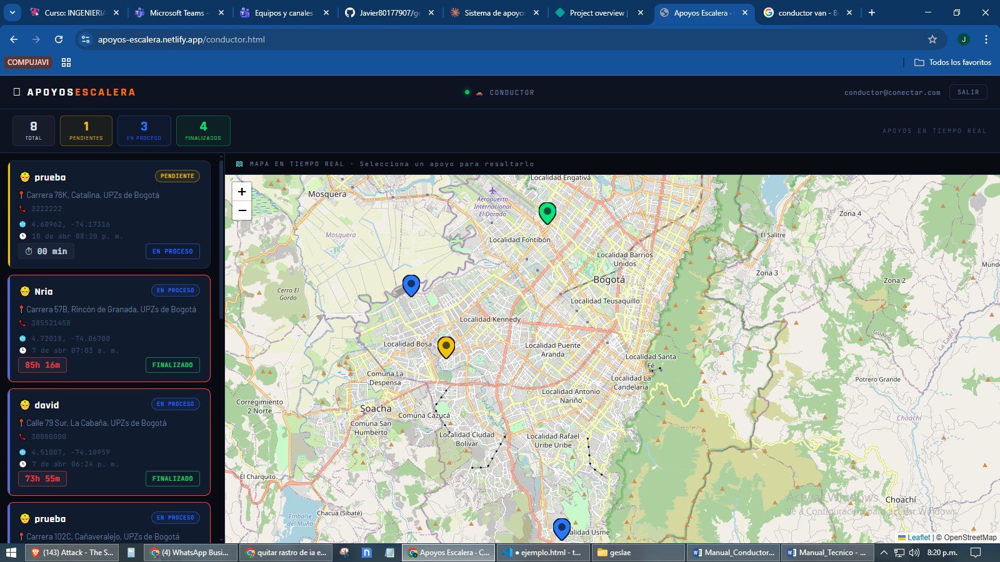 Curso: INGENIERIA
Microsoft Teams -
Equipos y canales
Javier80177907/ge
Sistema de apoyos
Project overview |
Apoyos Escalera ·
conductor van - B
apoyos-escalera.netlify.app/conductor.html
J
COMPUJAVI
Todos los favoritos
APOYOSESCALERA
CONDUCTOR
conductor@conectar.com
SALIR
8
TOTAL
1
PENDIENTES
3
EN PROCESO
4
FINALIZADOS
APOYOS EN TIEMPO REAL
prueba
PENDIENTE
Carrera 78K, Catalina, UPZs de Bogotá
3222222
4.60962, -74.17316
10 de abr 08:20 p. m.
00 min
EN PROCESO
Nria
EN PROCESO
Carrera 57B, Rincón de Granada, UPZs de Bogotá
385521458
4.72018, -74.06700
7 de abr 07:03 a. m.
85h 16m
FINALIZADO
david
EN PROCESO
Calle 79 Sur, La Cabaña, UPZs de Bogotá
30000000
4.51007, -74.10959
7 de abr 06:24 p. m.
73h 55m
FINALIZADO
prueba
EN PROCESO
Carrera 102C, Cañaveralejo, UPZs de Bogotá
MAPA EN TIEMPO REAL · Selecciona un apoyo para resaltarlo
+
−
Localidad Engativá
Mosquera
Aeropuerto
Internacional
El Dorado
Zona 4
Mosquera
Localidad Fontibón
El Salitre
Localidad Barrios
Unidos
Mund
Zona 3
Bogotá
Zona 2
Cerro El
Gordo
Localidad Teusaquillo
Localidad Kennedy
Guavio
La Calera
Localidad Bosa
Localidad Puente
Aranda
Localidad Santa
Fé
Comuna La
Despensa
Localidad La
Candelaria
Potrero Grande
Localidad Antonio
Nariño
Corregimiento
2 Norte
Soacha
Comuna Cazucá
Choachí
Comuna San
Humberto
Localidad Ciudad
Bolívar
Localidad Rafael
Uribe Uribe
El Charquito
Activar Windows
Ve a Configuración para activar Windows.
Choachí
Embalse
del Muña
Chacua (Sibaté)
alidad Usme
Leaflet | © OpenStreetMap
(143) Attack - The S...
(4) WhatsApp Busi...
quitar rastro de ia e...
Apoyos Escalera · C...
● ejemplo.html - t...
geslae
Manual_Conductor...
Manual_Tecnico - ...
8:20 p.m.